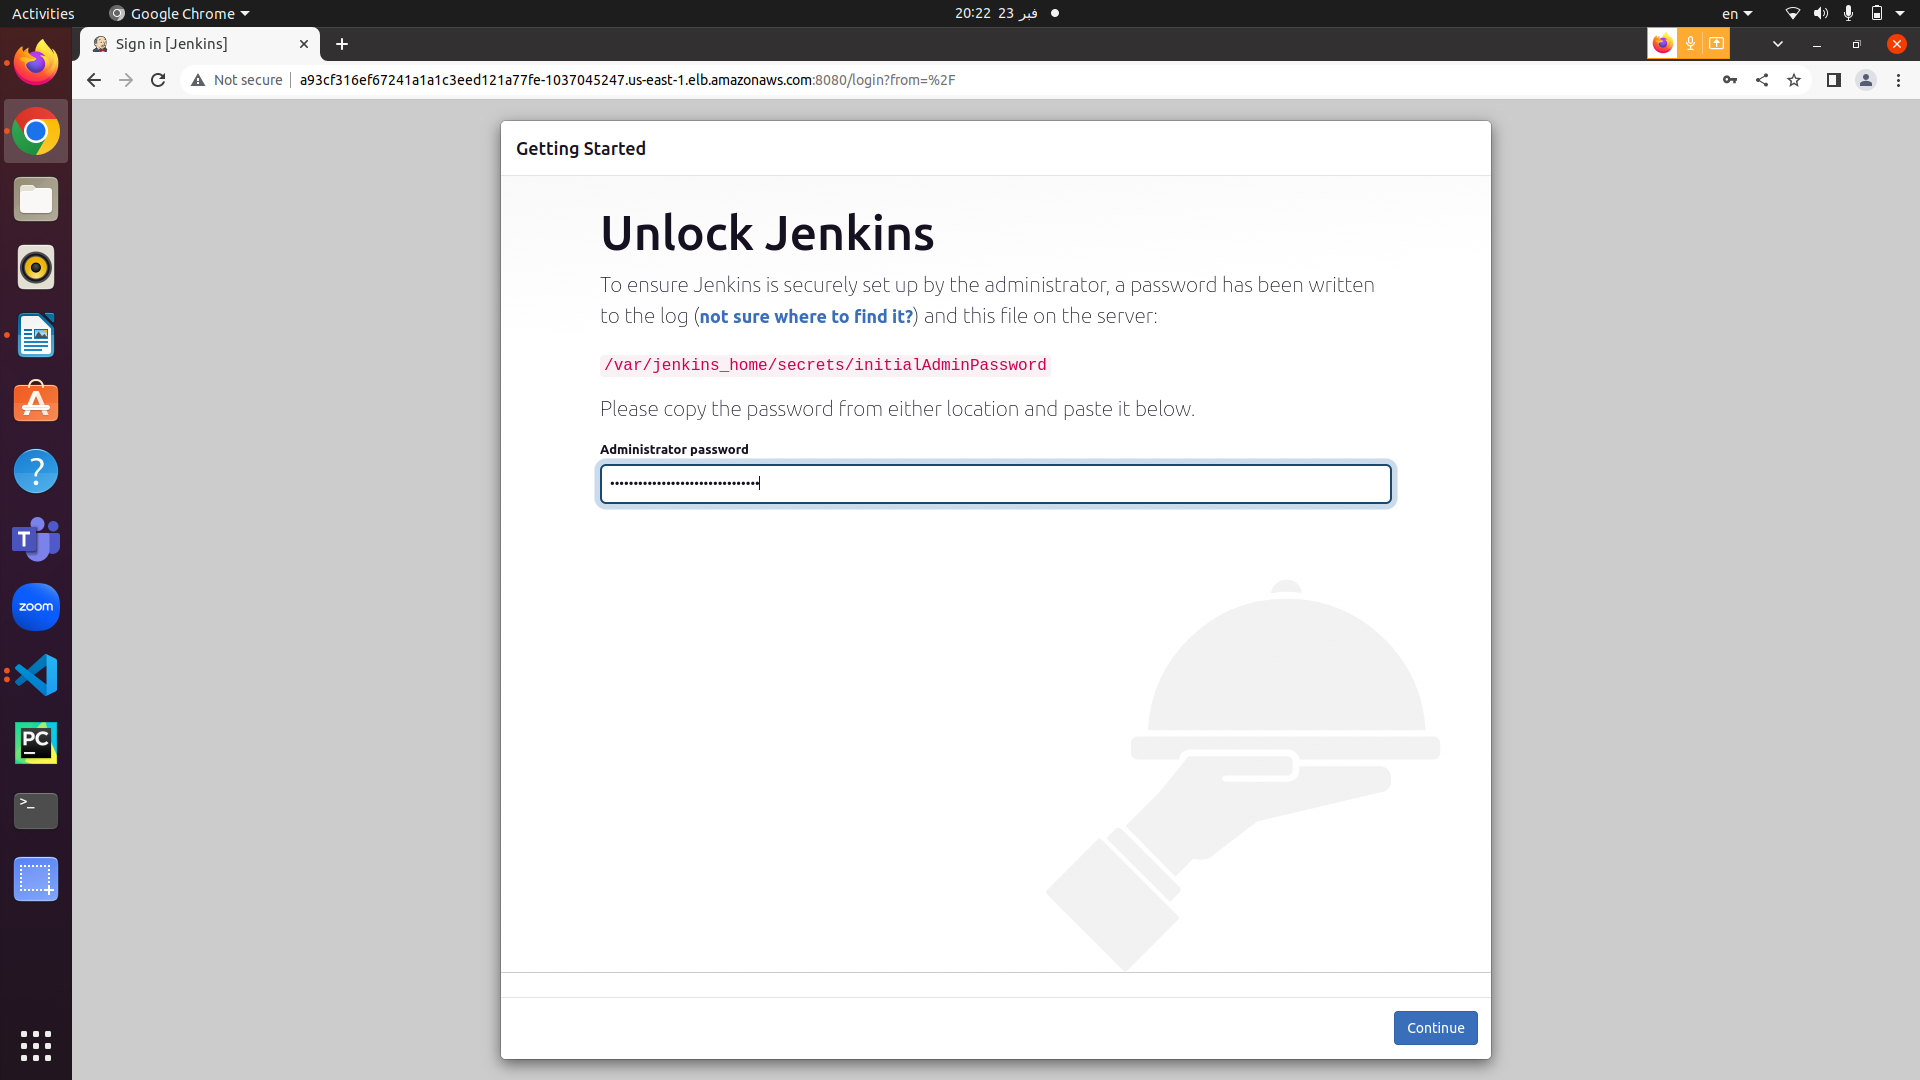 Activities
Google Chrome
20:22 23 فبر
en
Sign in [Jenkins]
Not secure
a93cf316ef67241a1a1c3eed121a77fe-1037045247.us-east-1.elb.amazonaws.com:8080/login?from=%2F
Getting Started
Unlock Jenkins
To ensure Jenkins is securely set up by the administrator, a password has been written
to the log (not sure where to find it?) and this file on the server:
/var/jenkins_home/secrets/initialAdminPassword
Please copy the password from either location and paste it below.
Administrator password
••••••••••••••••••••••••••••••••
T
zoom
PC
>_
Continue